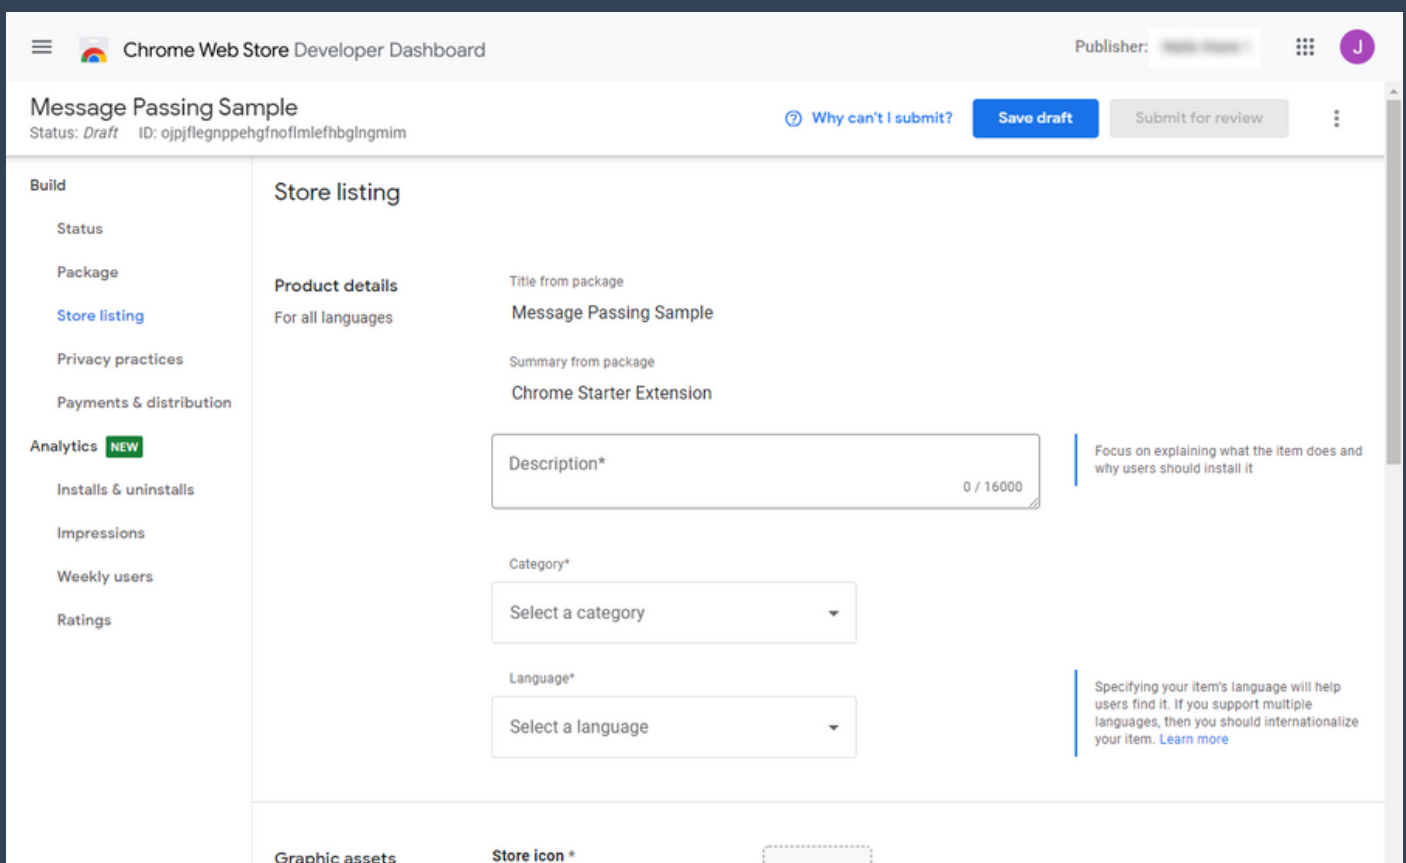 Chrome Web Store Developer Dashboard
Publisher:
J
Message Passing Sample
Status: Draft ID: ojpjflegnppehgfnoflmlefhbglngmim
Why can't I submit?
Save draft
Submit for review
Build
Status
Package
Store listing
Privacy practices
Payments & distribution
Analytics NEW
Installs & uninstalls
Impressions
Weekly users
Ratings
Store listing
Product details
For all languages
Title from package
Message Passing Sample
Summary from package
Chrome Starter Extension
Description*
0 / 16000
Focus on explaining what the item does and
why users should install it
Category*
Select a category
Language*
Select a language
Specifying your item's language will help
users find it. If you support multiple
languages, then you should internationalize
your item. Learn more
Graphic assets
Store icon *